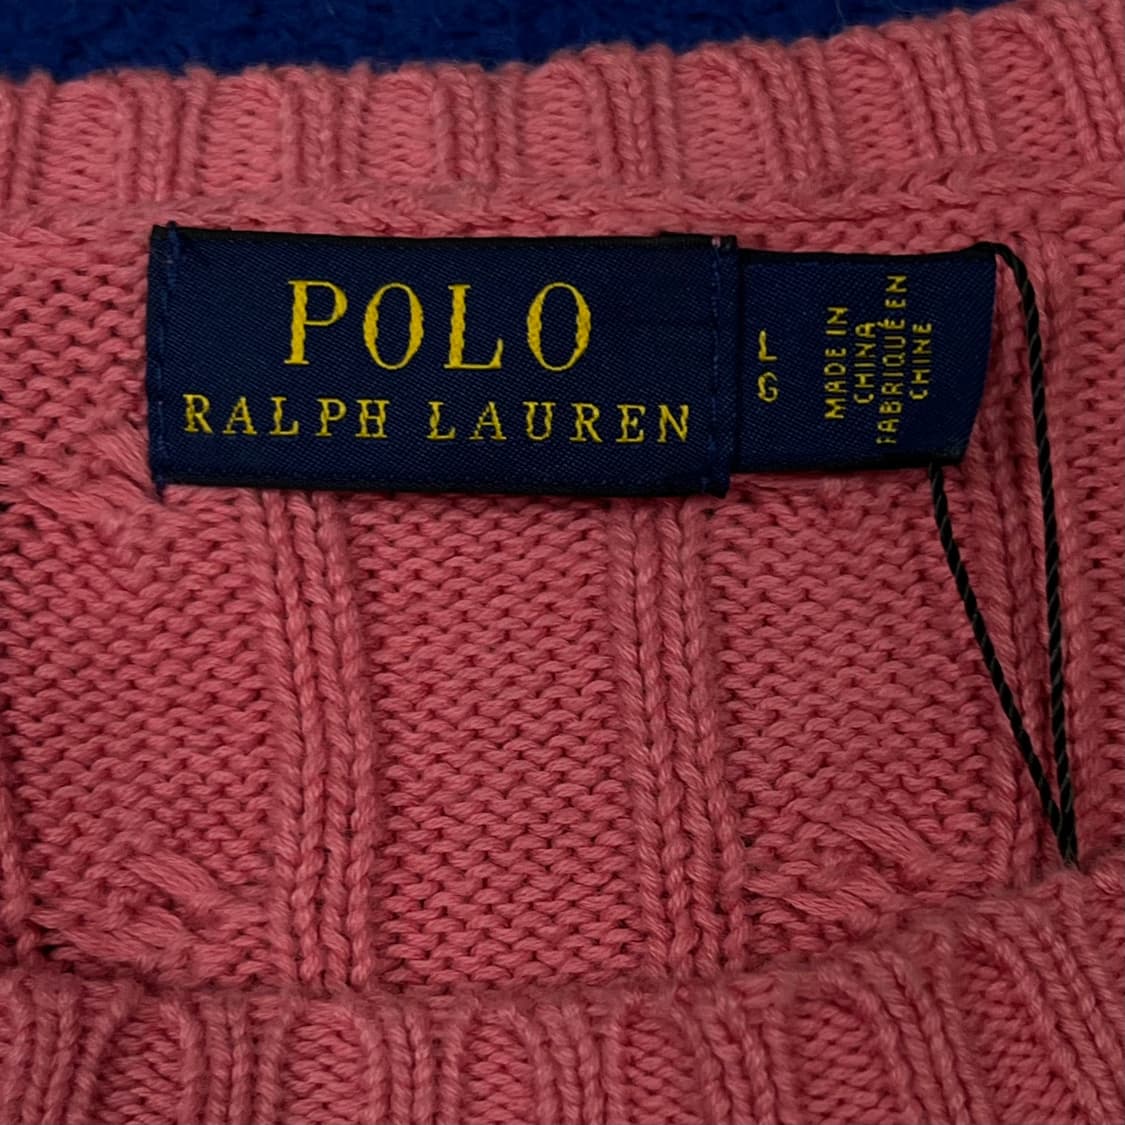 POLO
RALPH LAUREN
L
G
MADE IN
CHINA
FABRIQUÉ EN
CHINE